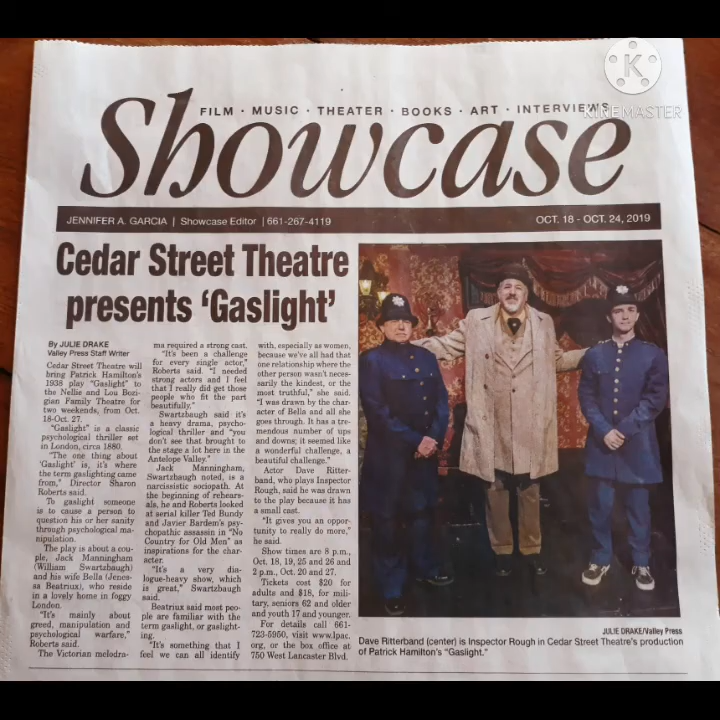 K
KINEMASTER
FILM · MUSIC · THEATER · BOOKS · ART · INTERVIEWS
Showcase
JENNIFER A. GARCIA | Showcase Editor | 661-267-4119
OCT. 18 - OCT. 24, 2019
Cedar Street Theatre
presents ‘Gaslight’
By JULIE DRAKE
Valley Press Staff Writer
Cedar Street Theatre will
bring Patrick Hamilton's
1938 play "Gaslight" to
the Nellie and Lou Bozi-
gian Family Theatre for
two weekends, from Oct.
18-Oct. 27.
"Gaslight" is a classic
psychological thriller set
in London, circa 1880.
"The one thing about
'Gaslight' is, it's where
the term gaslighting came
from," Director Sharon
Roberts said.
To gaslight someone
is to cause a person to
question his or her sanity
through psychological ma-
nipulation.
The play is about a cou-
ple, Jack Manningham
(William Swartzbaugh)
and his wife Bella (Jenes-
sa Beatrix), who reside
in a lovely home in foggy
London.
"It's mainly about
greed, manipulation and
psychological warfare,"
Roberts said.
The Victorian melodra-
ma required a strong cast.
"It's been a challenge
for every single actor,"
Roberts said. "I needed
strong actors and I feel
that I really did get those
people who fit the part
beautifully."
Swartzbaugh said it's
a heavy drama, psycho-
logical thriller and "you
don't see that brought to
the stage a lot here in the
Antelope Valley."
Jack Manningham,
Swartzbaugh noted, is a
narcissistic sociopath. At
the beginning of rehears-
als, he and Roberts looked
at serial killer Ted Bundy
and Javier Bardem's psy-
chopathic assassin in "No
Country for Old Men" as
inspirations for the char-
acter.
"It's a very dia-
logue-heavy show, which
is great," Swartzbaugh
said.
Beatrix said most peo-
ple are familiar with the
term gaslight, or gaslight-
ing.
"It's something that I
feel we can all identify
with, especially as women,
because we've all had that
one relationship where the
other person wasn't neces-
sarily the kindest, or the
most truthful," she said.
"I was drawn by the char-
acter of Bella and all she
goes through. It has a tre-
mendous number of ups
and downs; it seemed like
a wonderful challenge, a
beautiful challenge."
Actor Dave Ritter-
band, who plays Inspector
Rough, said he was drawn
to the play because it has
a small cast.
"It gives you an oppor-
tunity to really do more,"
he said.
Show times are 8 p.m.,
Oct. 18, 19, 25 and 26 and
2 p.m., Oct. 20 and 27.
Tickets cost $20 for
adults and $18, for mili-
tary, seniors 62 and older
and youth 17 and younger.
For details call 661-
723-5950, visit www.lpac.
org, or the box office at
750 West Lancaster Blvd.
JULIE DRAKE/Valley Press
Dave Ritterband (center) is Inspector Rough in Cedar Street Theatre's production
of Patrick Hamilton's "Gaslight."